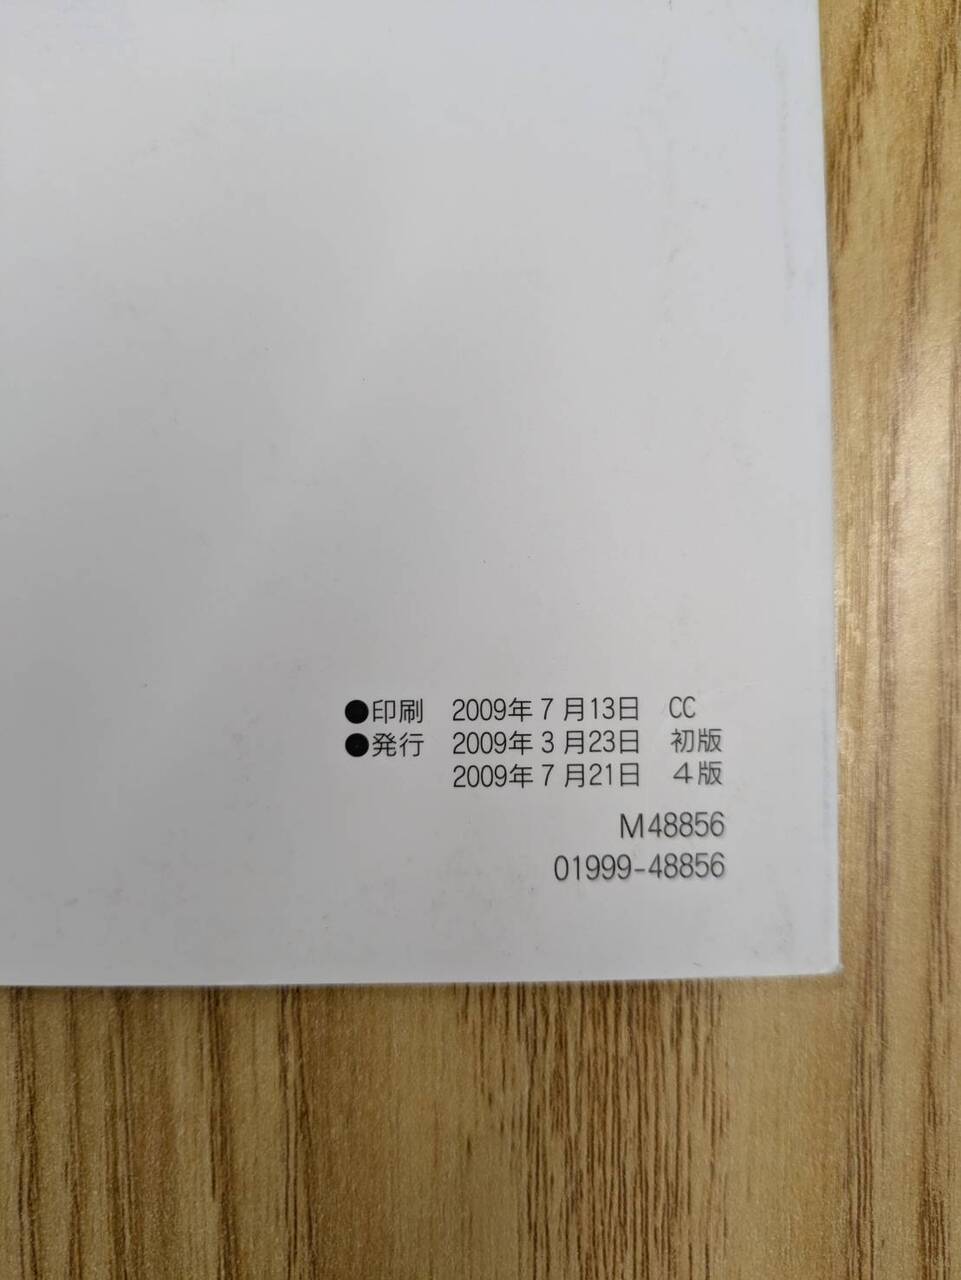 ●印刷 2009年7月13日 CC
●発行 2009年3月23日 初版
2009年7月21日 4版
M48856
01999-48856